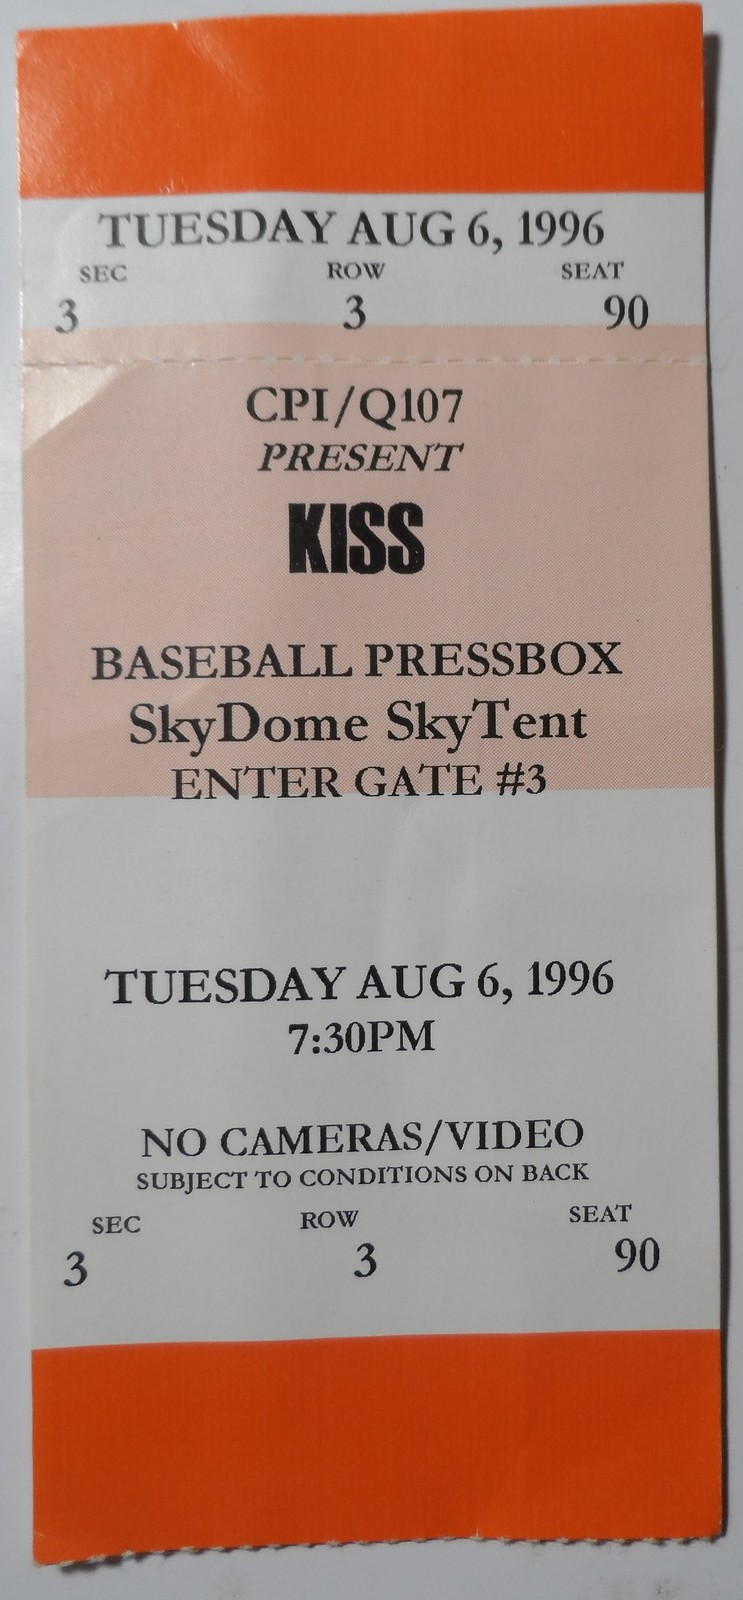 TUESDAY AUG 6, 1996
SEC ROW SEAT
3 3 90
CPI/Q107
PRESENT
KISS
BASEBALL PRESSBOX
SkyDome SkyTent
ENTER GATE #3
TUESDAY AUG 6, 1996
7:30PM
NO CAMERAS/VIDEO
SUBJECT TO CONDITIONS ON BACK
SEC ROW SEAT
3 3 90